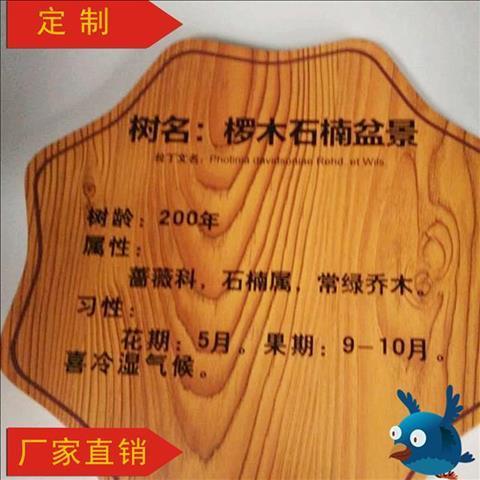 定制
树名：椤木石楠盆景
拉丁文名：Photinia davidsoniae Rehd. et Wils.
树龄：200年
属性：
蔷薇科，石楠属，常绿乔木。
习性：
花期：5月。果期：9-10月。
喜冷湿气候。
厂家直销